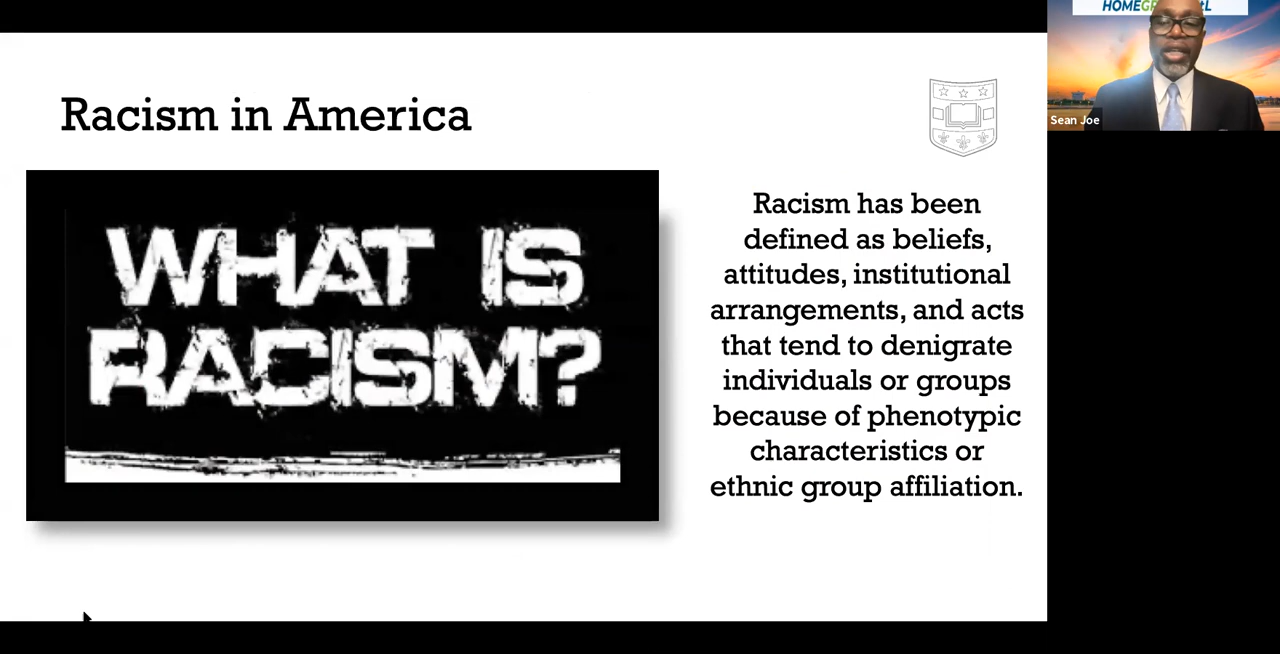 Racism in America
WHAT IS
RACISM?
Racism has been
defined as beliefs,
attitudes, institutional
arrangements, and acts
that tend to denigrate
individuals or groups
because of phenotypic
characteristics or
ethnic group affiliation.
Sean Joe